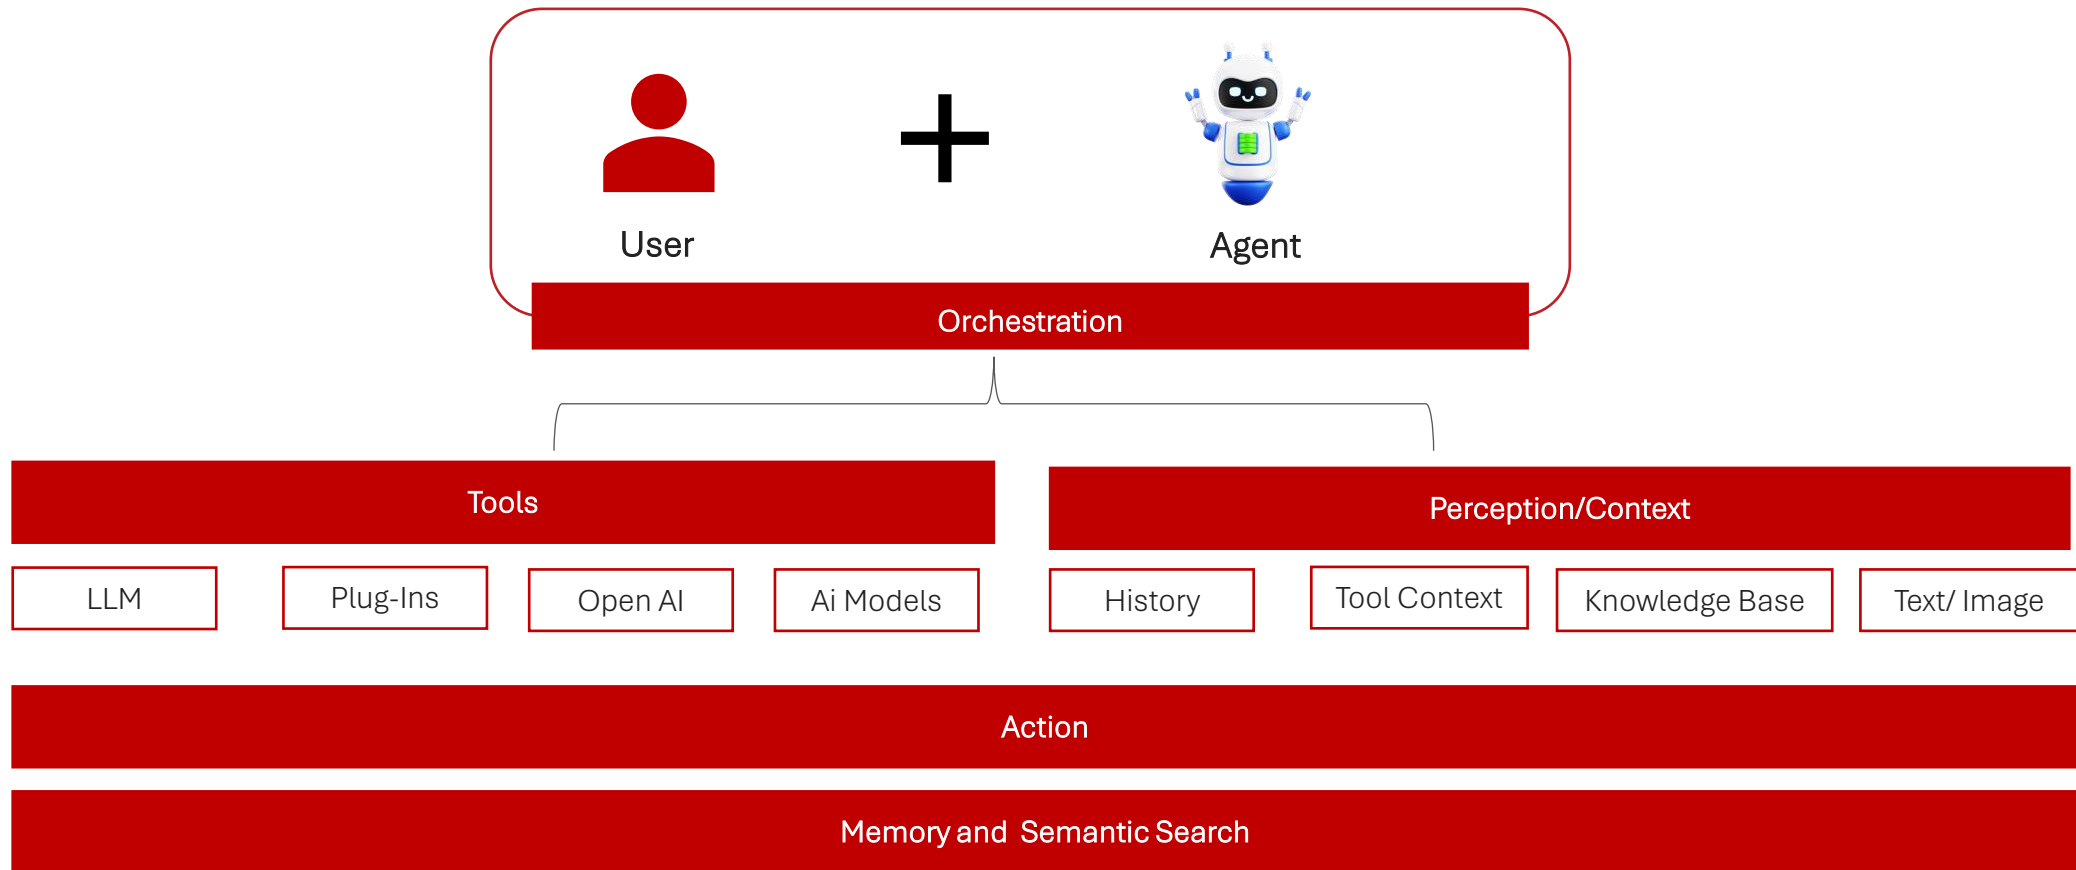 User
Agent
Orchestration
Tools
Perception/Context
LLM
Plug-Ins
Open AI
Ai Models
History
Tool Context
Knowledge Base
Text/ Image
Action
Memory and  Semantic Search